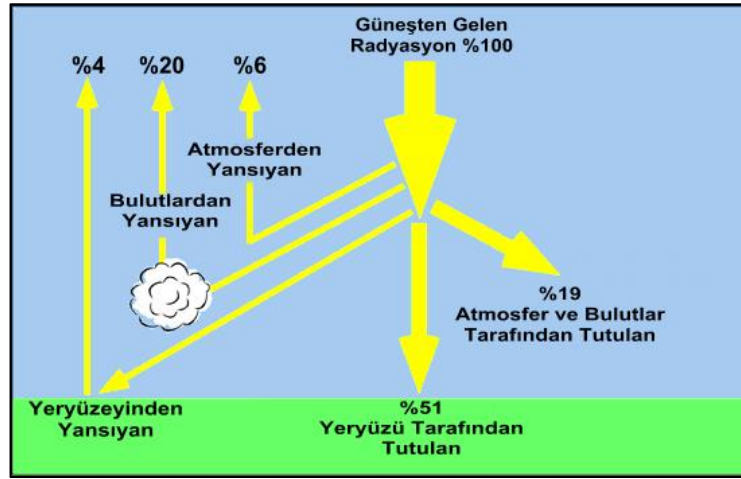 Güneşten Gelen
Radyasyon %100
%4
%20
%6
Atmosferden
Yansıyan
Bulutlardan
Yansıyan
%19
Atmosfer ve Bulutlar
Tarafından Tutulan
Yeryüzeyinden
Yansıyan
%51
Yeryüzü Tarafından
Tutulan